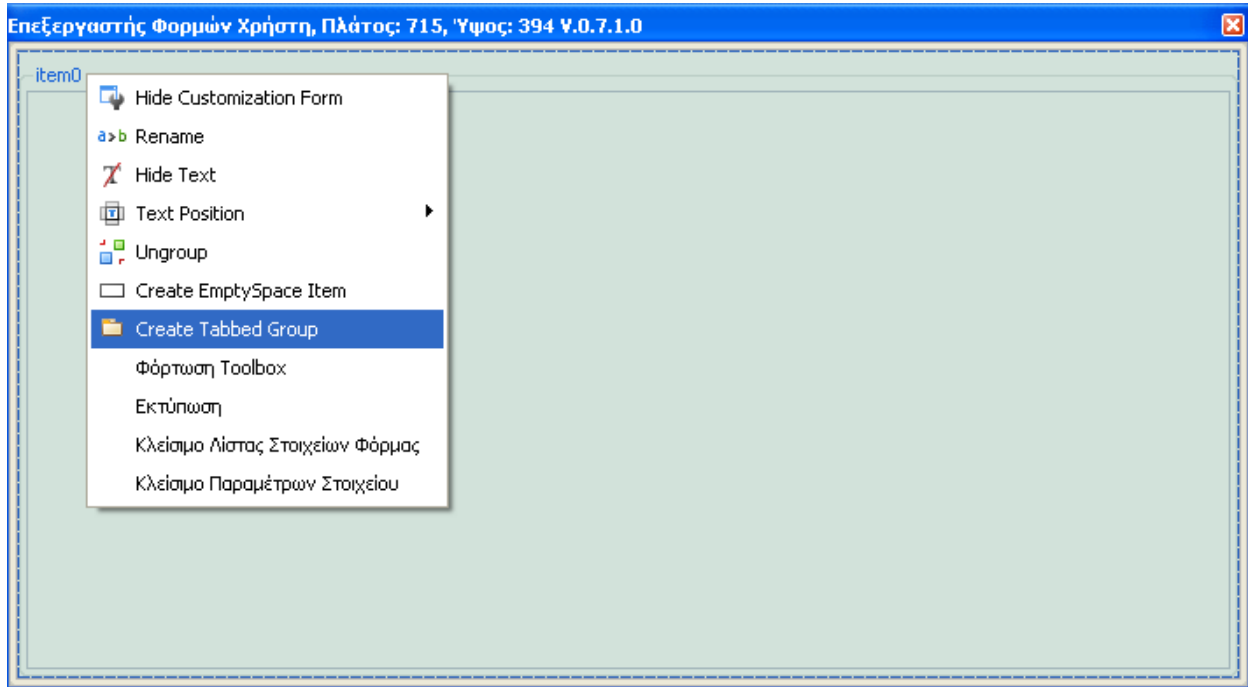 Επεξεργαστής Φορμών Χρήστη, Πλάτος: 715, Ύψος: 394 V.0.7.1.0
item0
Hide Customization Form
a>b Rename
Hide Text
Text Position
Ungroup
Create EmptySpace Item
Create Tabbed Group
Φόρτωση Toolbox
Εκτύπωση
Κλείσιμο Λίστας Στοιχείων Φόρμας
Κλείσιμο Παραμέτρων Στοιχείου